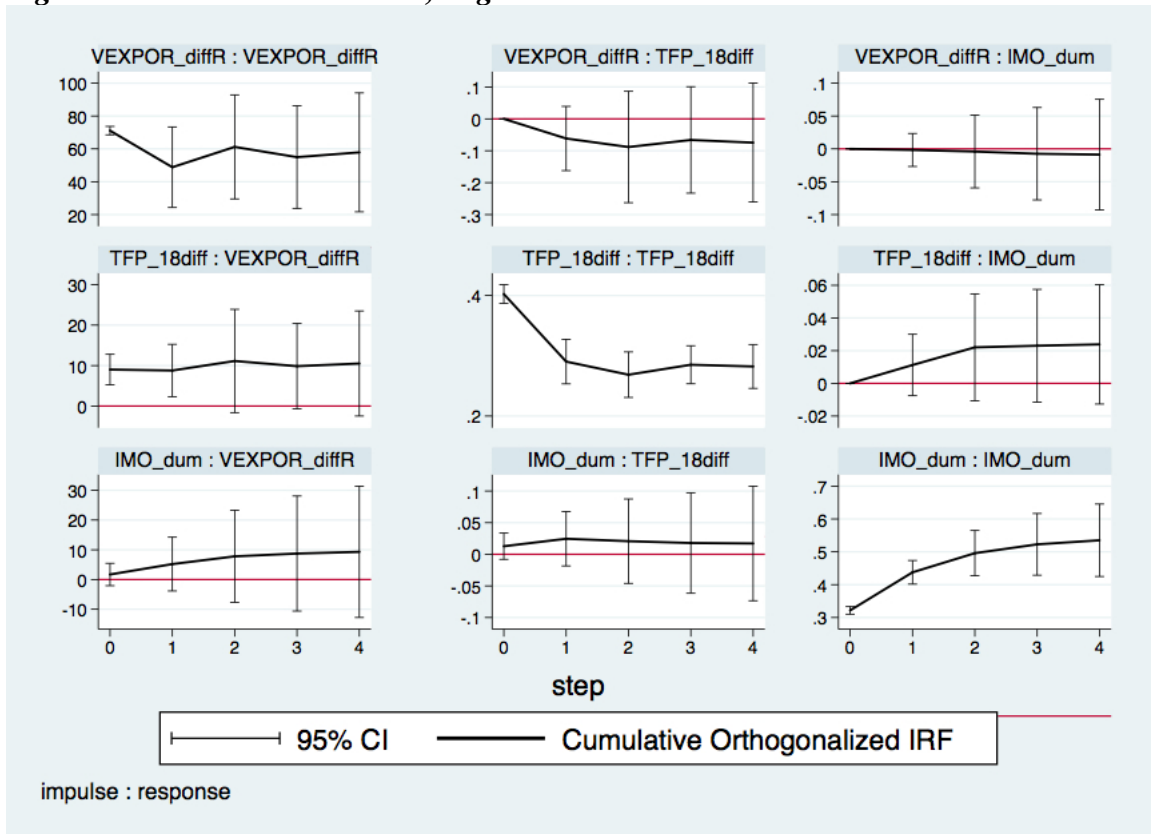 VEXPOR_diffR : VEXPOR_diffR
VEXPOR_diffR : TFP_18diff
VEXPOR_diffR : IMO_dum
100
80
60
40
20
.1
0
-.1
-.2
-.3
.1
.05
0
-.05
-.1
TFP_18diff : VEXPOR_diffR
TFP_18diff : TFP_18diff
TFP_18diff : IMO_dum
30
20
10
0
.4
.2
.06
.04
.02
0
-.02
IMO_dum : VEXPOR_diffR
IMO_dum : TFP_18diff
IMO_dum : IMO_dum
30
20
10
0
-10
.1
.05
0
-.05
-.1
.7
.6
.5
.4
.3
0 1 2 3 4
0 1 2 3 4
0 1 2 3 4
step
95% CI
Cumulative Orthogonalized IRF
impulse : response